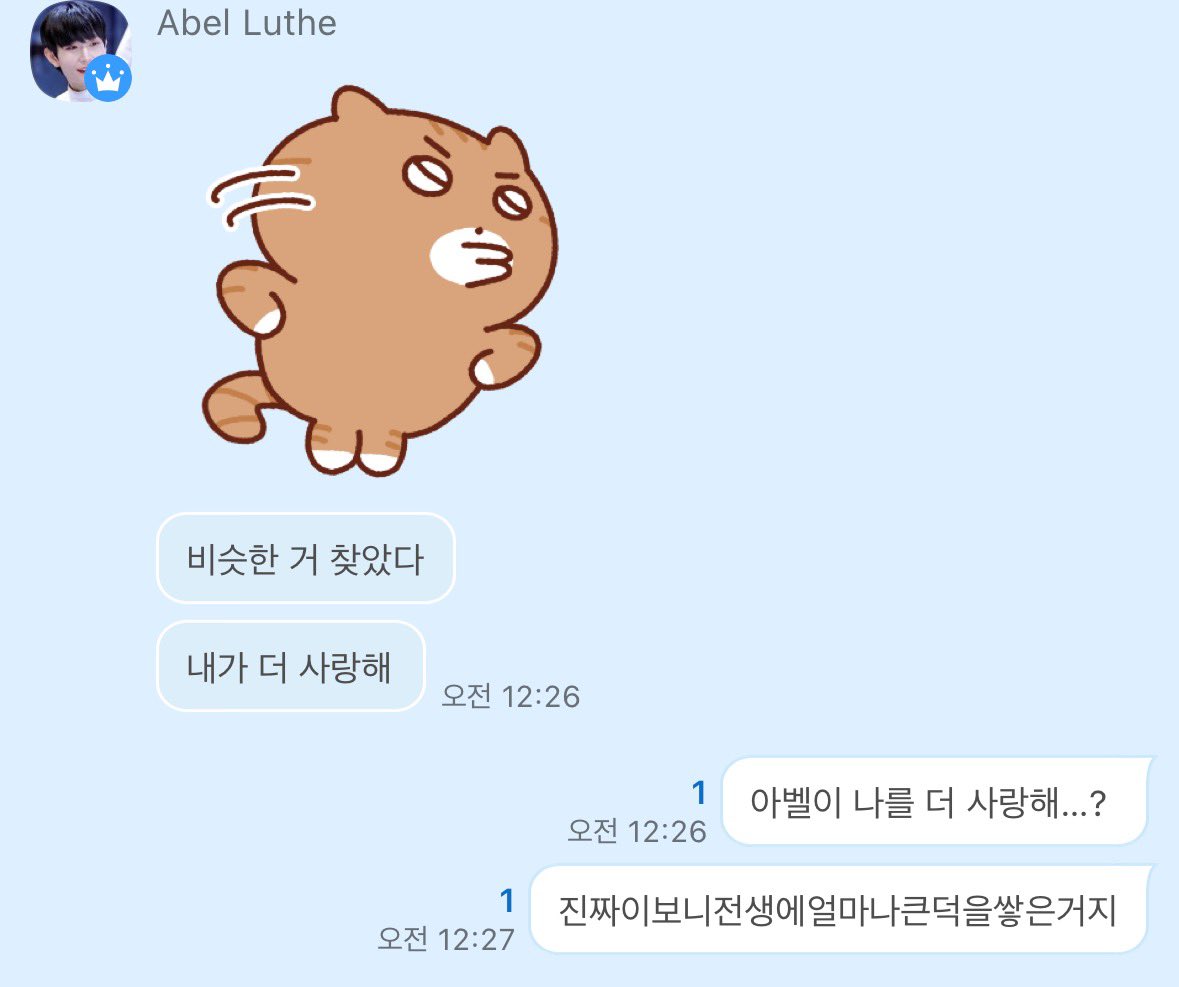 Abel Luthe
비슷한 거 찾았다
내가 더 사랑해
오전 12:26
1
오전 12:26
아벨이 나를 더 사랑해...?
1
오전 12:27
진짜이보니전생에얼마나큰덕을쌓은거지